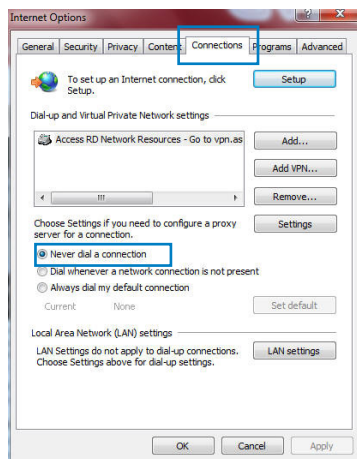 Internet Options
General Security Privacy Content Connections Programs Advanced
To set up an Internet connection, click
Setup.
Setup
Dial-up and Virtual Private Network settings
Access RD Network Resources - Go to vpn.as
Add...
Add VPN...
Remove...
Choose Settings if you need to configure a proxy
server for a connection.
Settings
Never dial a connection
Dial whenever a network connection is not present
Always dial my default connection
Current None
Set default
Local Area Network (LAN) settings
LAN Settings do not apply to dial-up connections.
Choose Settings above for dial-up settings.
LAN settings
OK Cancel Apply